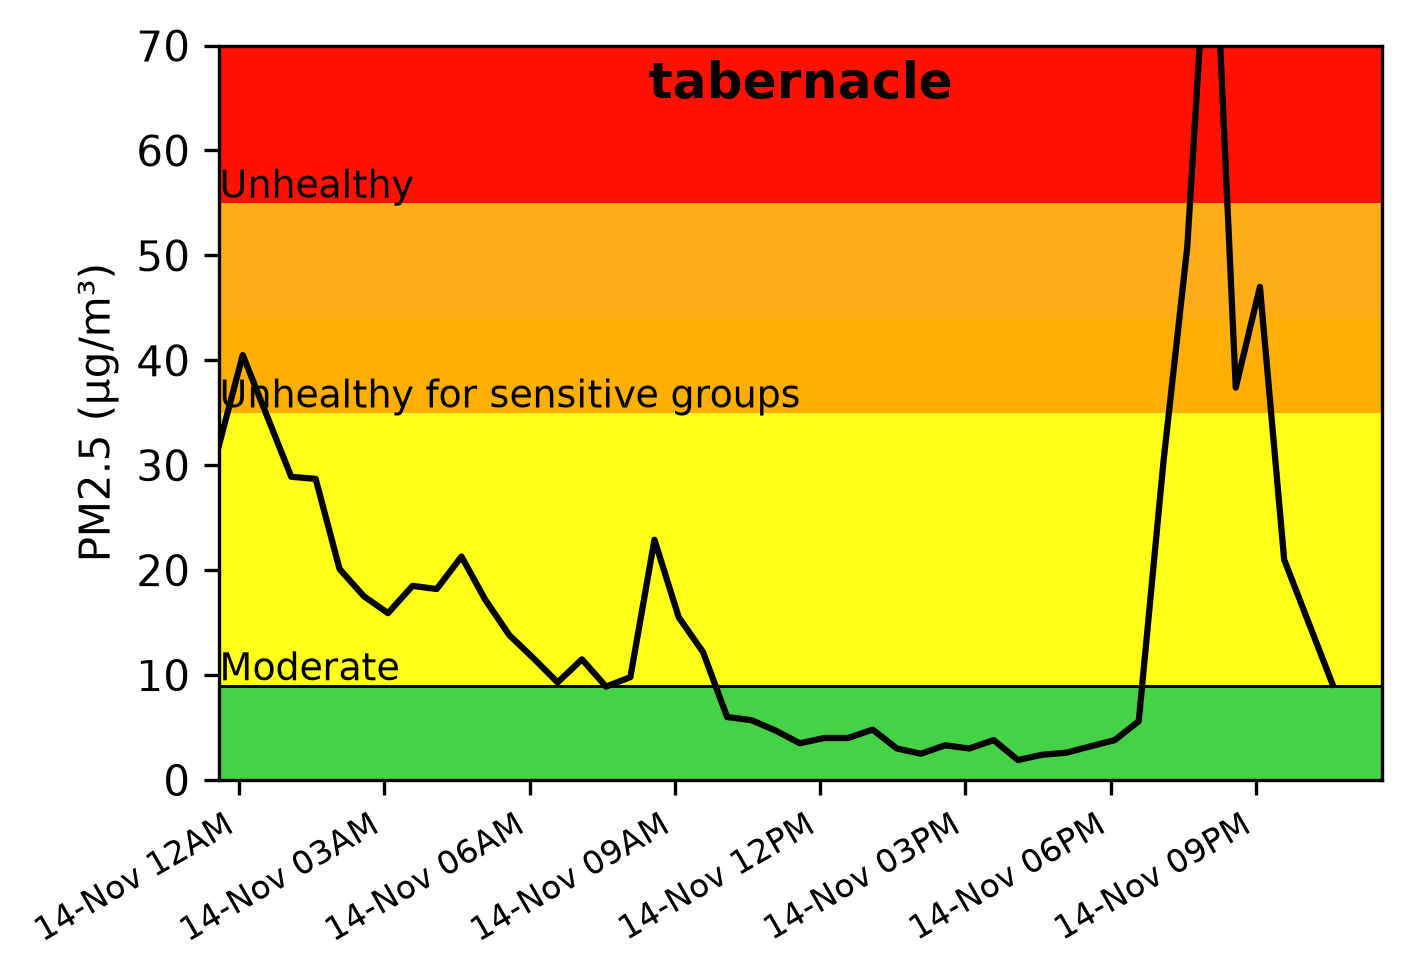 tabernacle
PM2.5 (µg/m³)
70
60
Unhealthy
50
40
Unhealthy for sensitive groups
30
20
Moderate
10
0
14-Nov 12AM
14-Nov 03AM
14-Nov 06AM
14-Nov 09AM
14-Nov 12PM
14-Nov 03PM
14-Nov 06PM
14-Nov 09PM